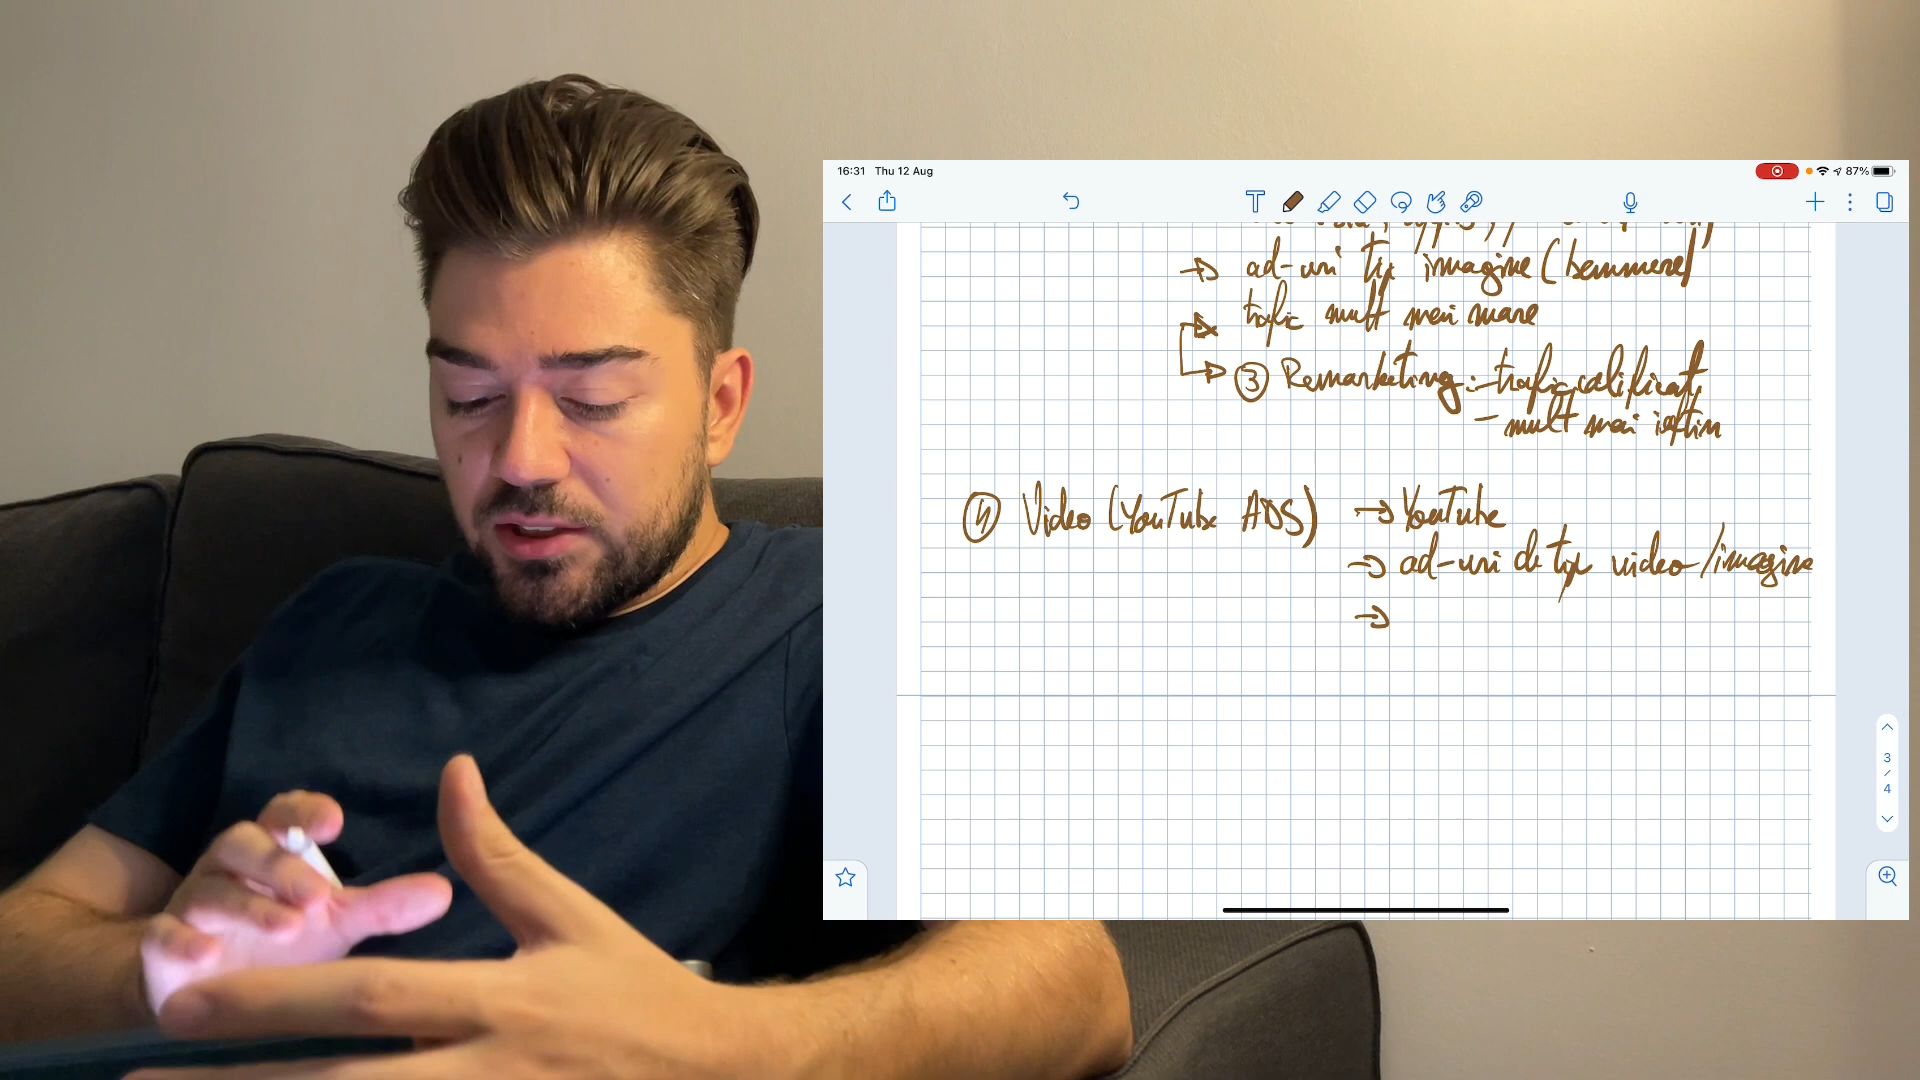 16:31 Thu 12 Aug
87%
→ ad-uri tip imagine (bannere)
→ trafic mult mai mare
→ ③ Remarketing: - trafic calificat
- mult mai ieftin
④ Video (YouTube ADS) → YouTube
→ ad-uri de tip video/imagine
→
3
/
4